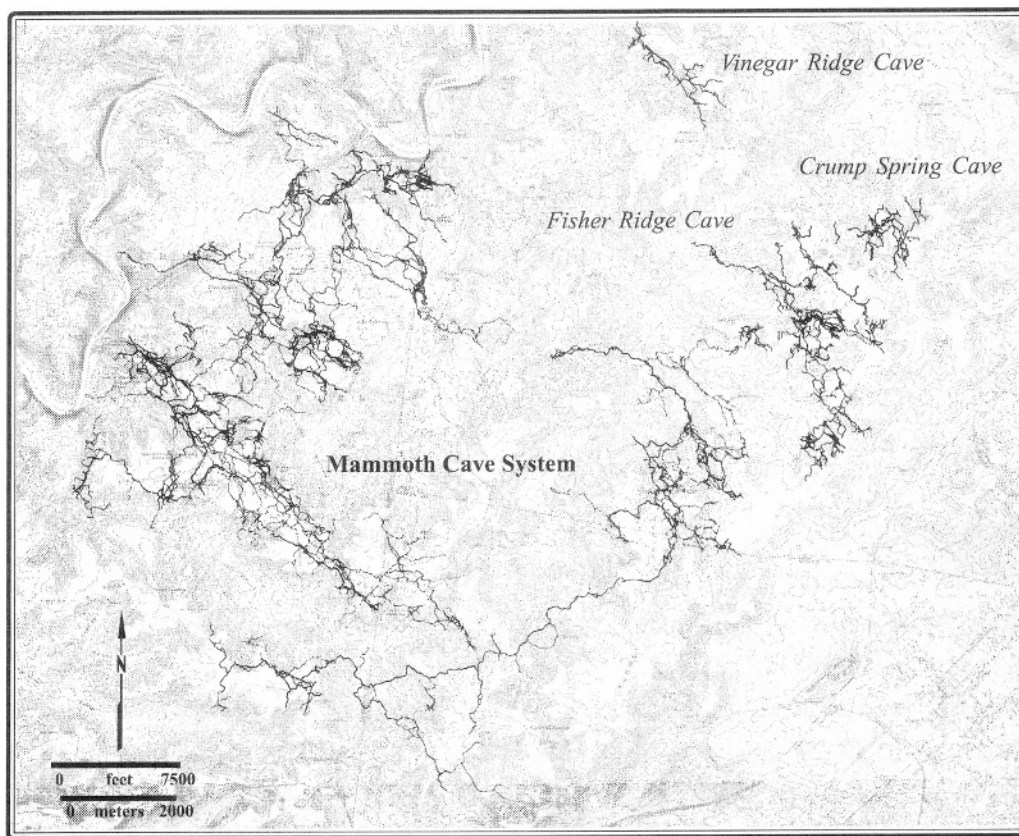 Vinegar Ridge Cave
Crump Spring Cave
Fisher Ridge Cave
Mammoth Cave System
N
0 feet 7500
0 meters 2000